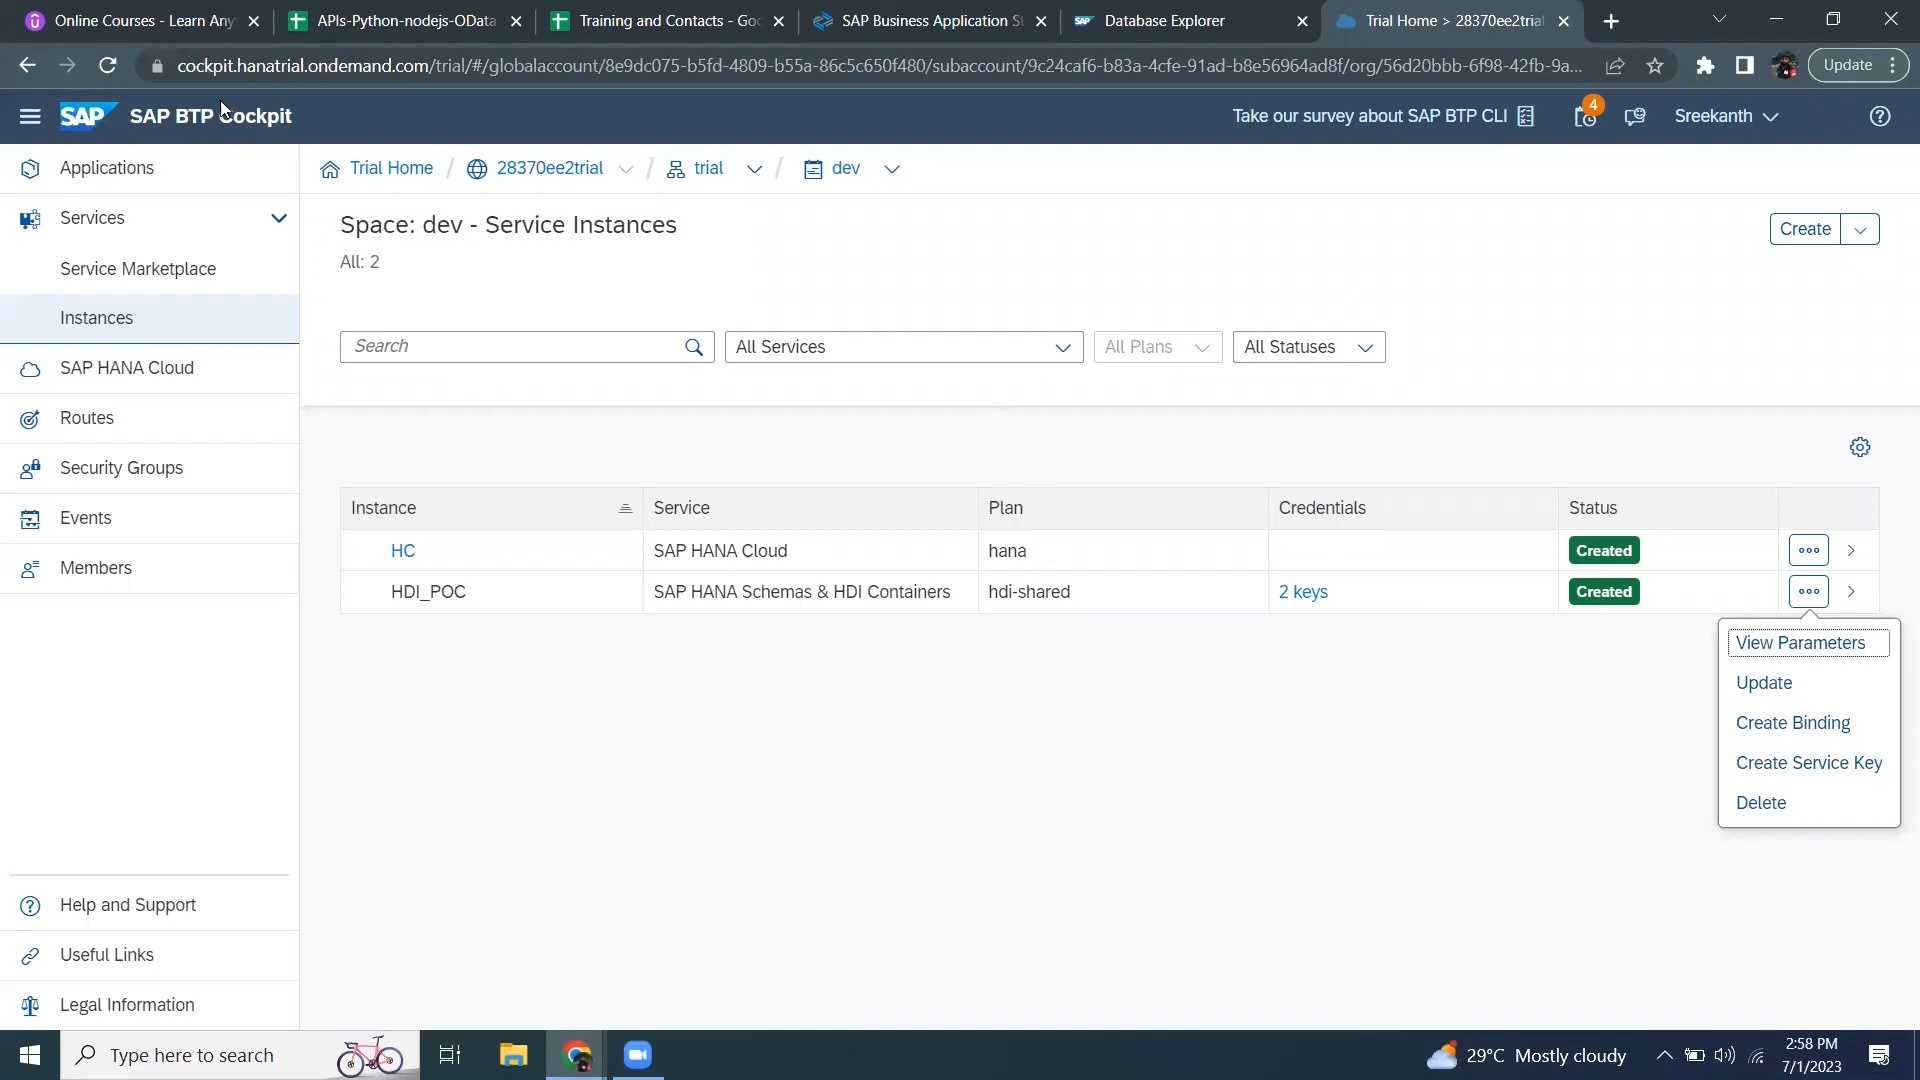 Online Courses - Learn Any
APIs-Python-nodejs-OData
Training and Contacts - Goo
SAP Business Application St
SAP Database Explorer
Trial Home > 28370ee2trial
cockpit.hanatrial.ondemand.com/trial/#/globalaccount/8e9dc075-b5fd-4809-b55a-86c5c650f480/subaccount/9c24caf6-b83a-4cfe-91ad-b8e56964ad8f/org/56d20bbb-6f98-42fb-9a...
Update
SAP SAP BTP Cockpit
Take our survey about SAP BTP CLI
4
Sreekanth
Applications
Services
Service Marketplace
Instances
SAP HANA Cloud
Routes
Security Groups
Events
Members
Help and Support
Useful Links
Legal Information
Trial Home / 28370ee2trial / trial / dev
Space: dev - Service Instances
All: 2
Create
Search
All Services
All Plans
All Statuses
Instance Service Plan Credentials Status
HC SAP HANA Cloud hana Created
HDI_POC SAP HANA Schemas & HDI Containers hdi-shared 2 keys Created
View Parameters
Update
Create Binding
Create Service Key
Delete
Type here to search
29°C Mostly cloudy
2:58 PM
7/1/2023